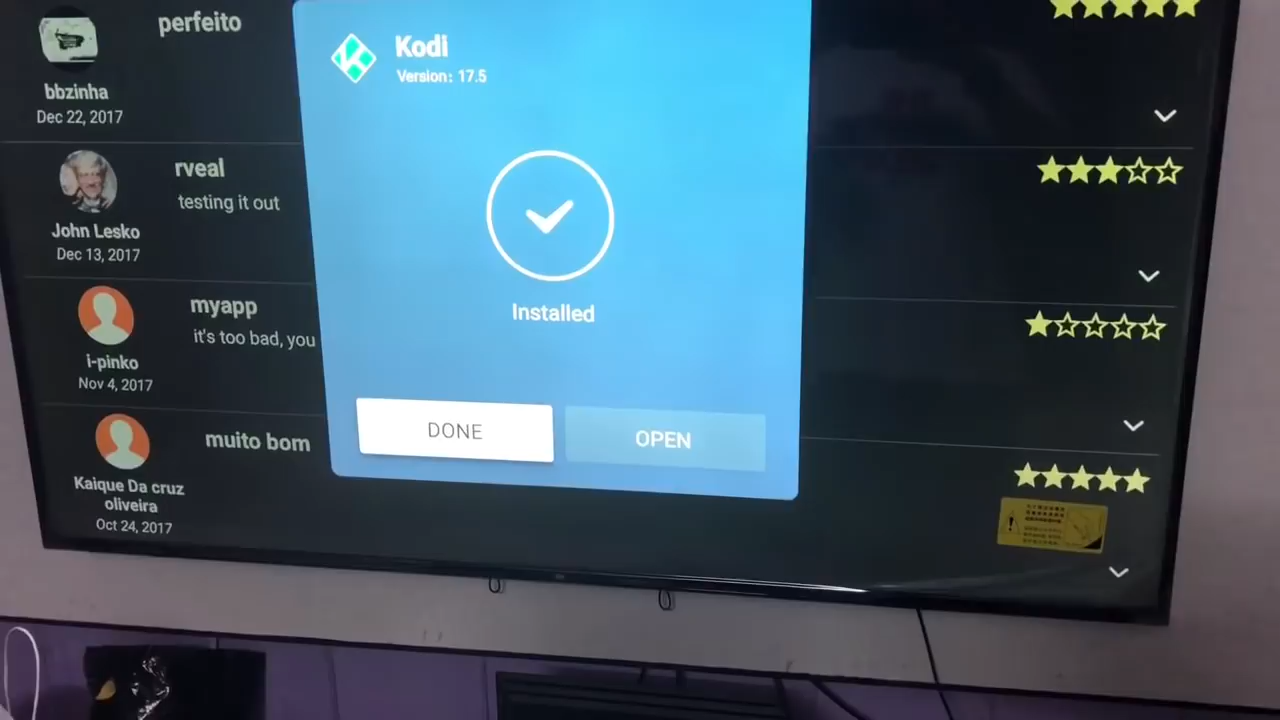 perfeito
bbzinha
Dec 22, 2017
rveal
testing it out
John Lesko
Dec 13, 2017
myapp
it's too bad, you
i-pinko
Nov 4, 2017
muito bom
Kaique Da cruz
oliveira
Oct 24, 2017
Kodi
Version: 17.5
Installed
DONE
OPEN